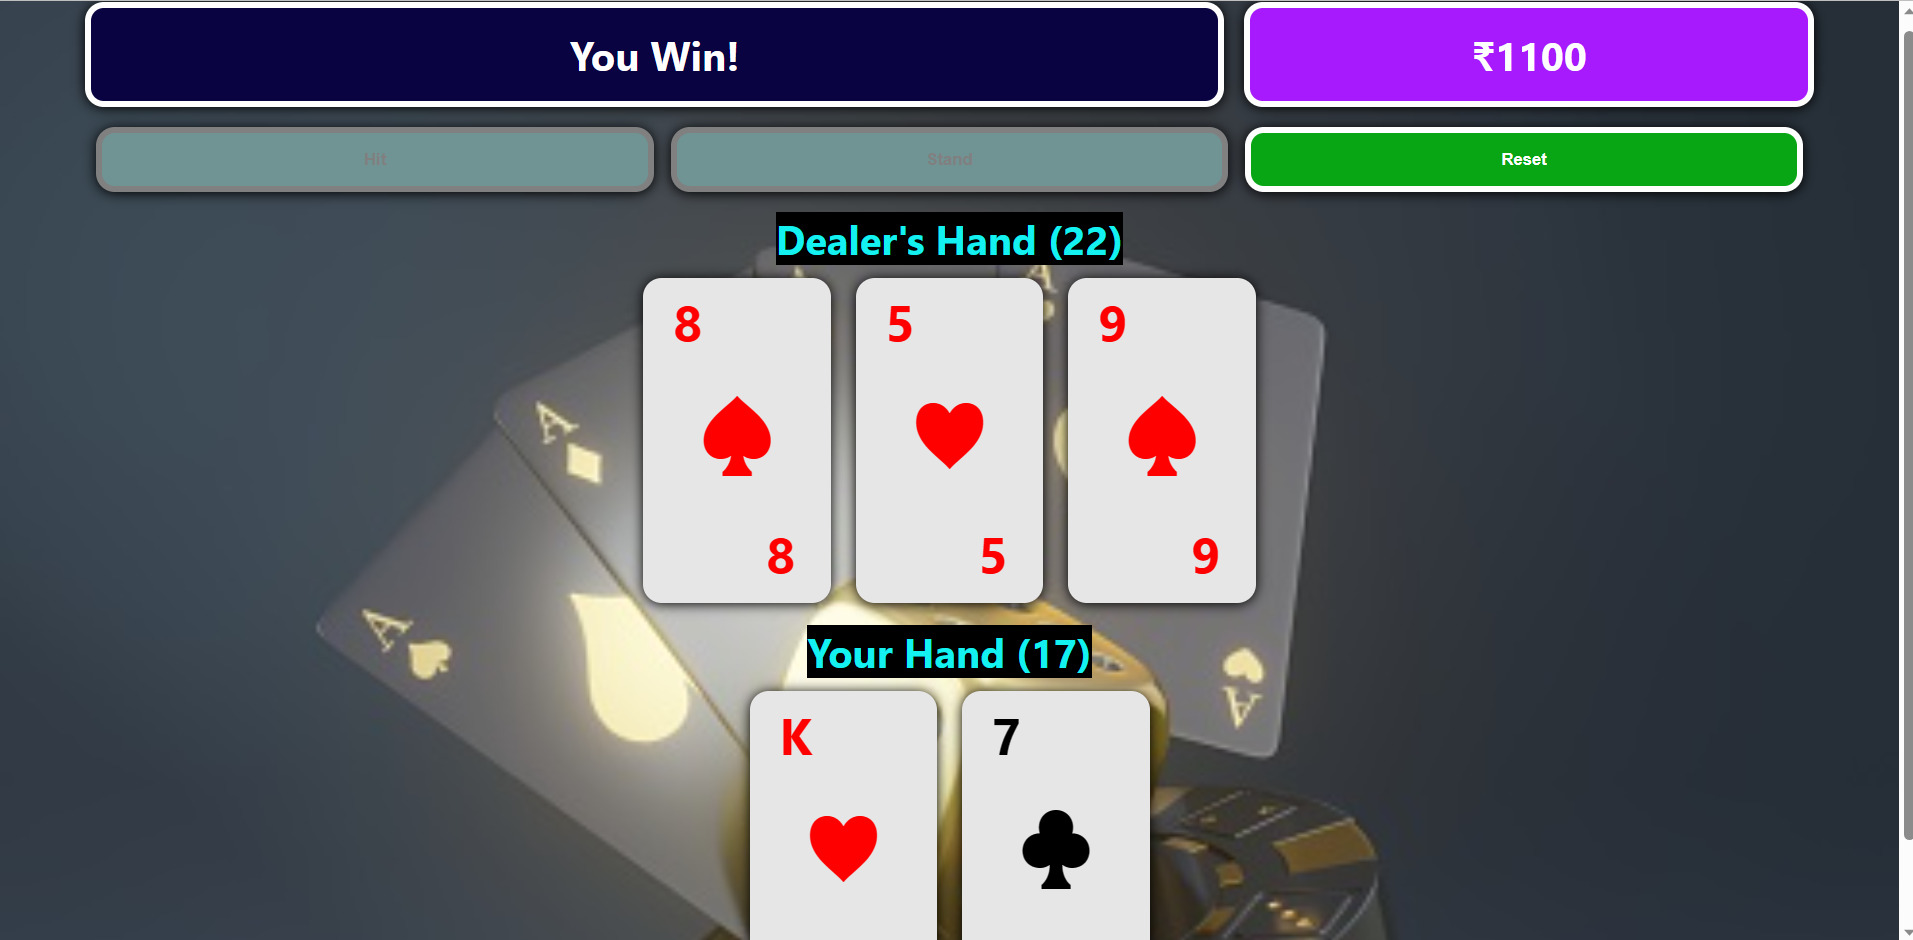 You Win!
₹1100
Hit
Stand
Reset
Dealer's Hand (22)
8
5
9
8
5
9
Your Hand (17)
K
7
A
A
A
A